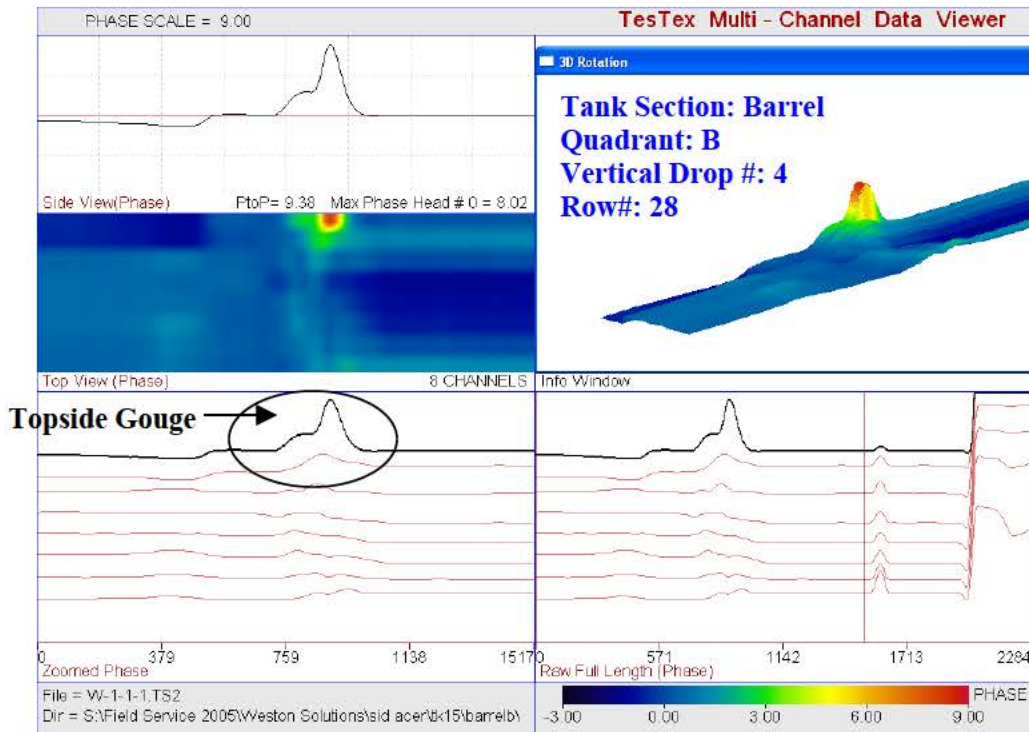 PHASE SCALE = 9.00
TesTex Multi - Channel Data Viewer
3D Rotation
Tank Section: Barrel
Quadrant: B
Vertical Drop #: 4
Row#: 28
Side View(Phase) PtoP= 9.38 Max Phase Head # 0 = 8.02
Top View (Phase) 8 CHANNELS
Info Window
Topside Gouge
0 379 759 1138 1517
Zoomed Phase
0 571 1142 1713 2284
Raw Full Length (Phase)
File = W-1-1-1.TS2
Dir = S:\Field Service 2005\Weston Solutions\sid acer\tk15\barrelb\
PHASE
-3.00 0.00 3.00 6.00 9.00